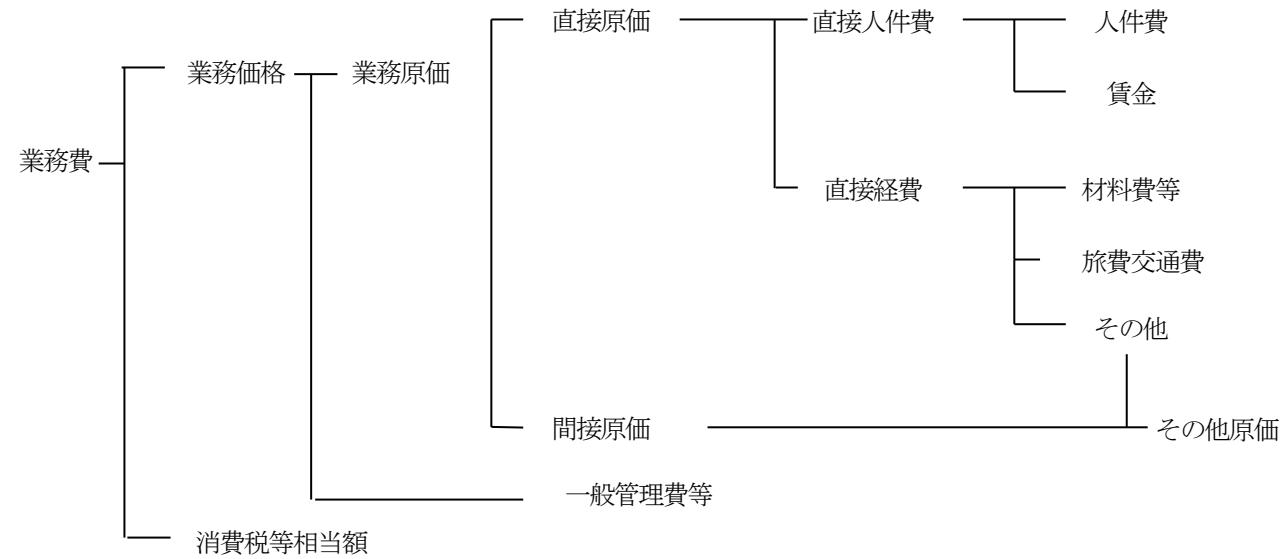 直接原価
直接人件費
人件費
業務価格
業務原価
賃金
業務費
直接経費
材料費等
旅費交通費
その他
間接原価
その他原価
一般管理費等
消費税等相当額